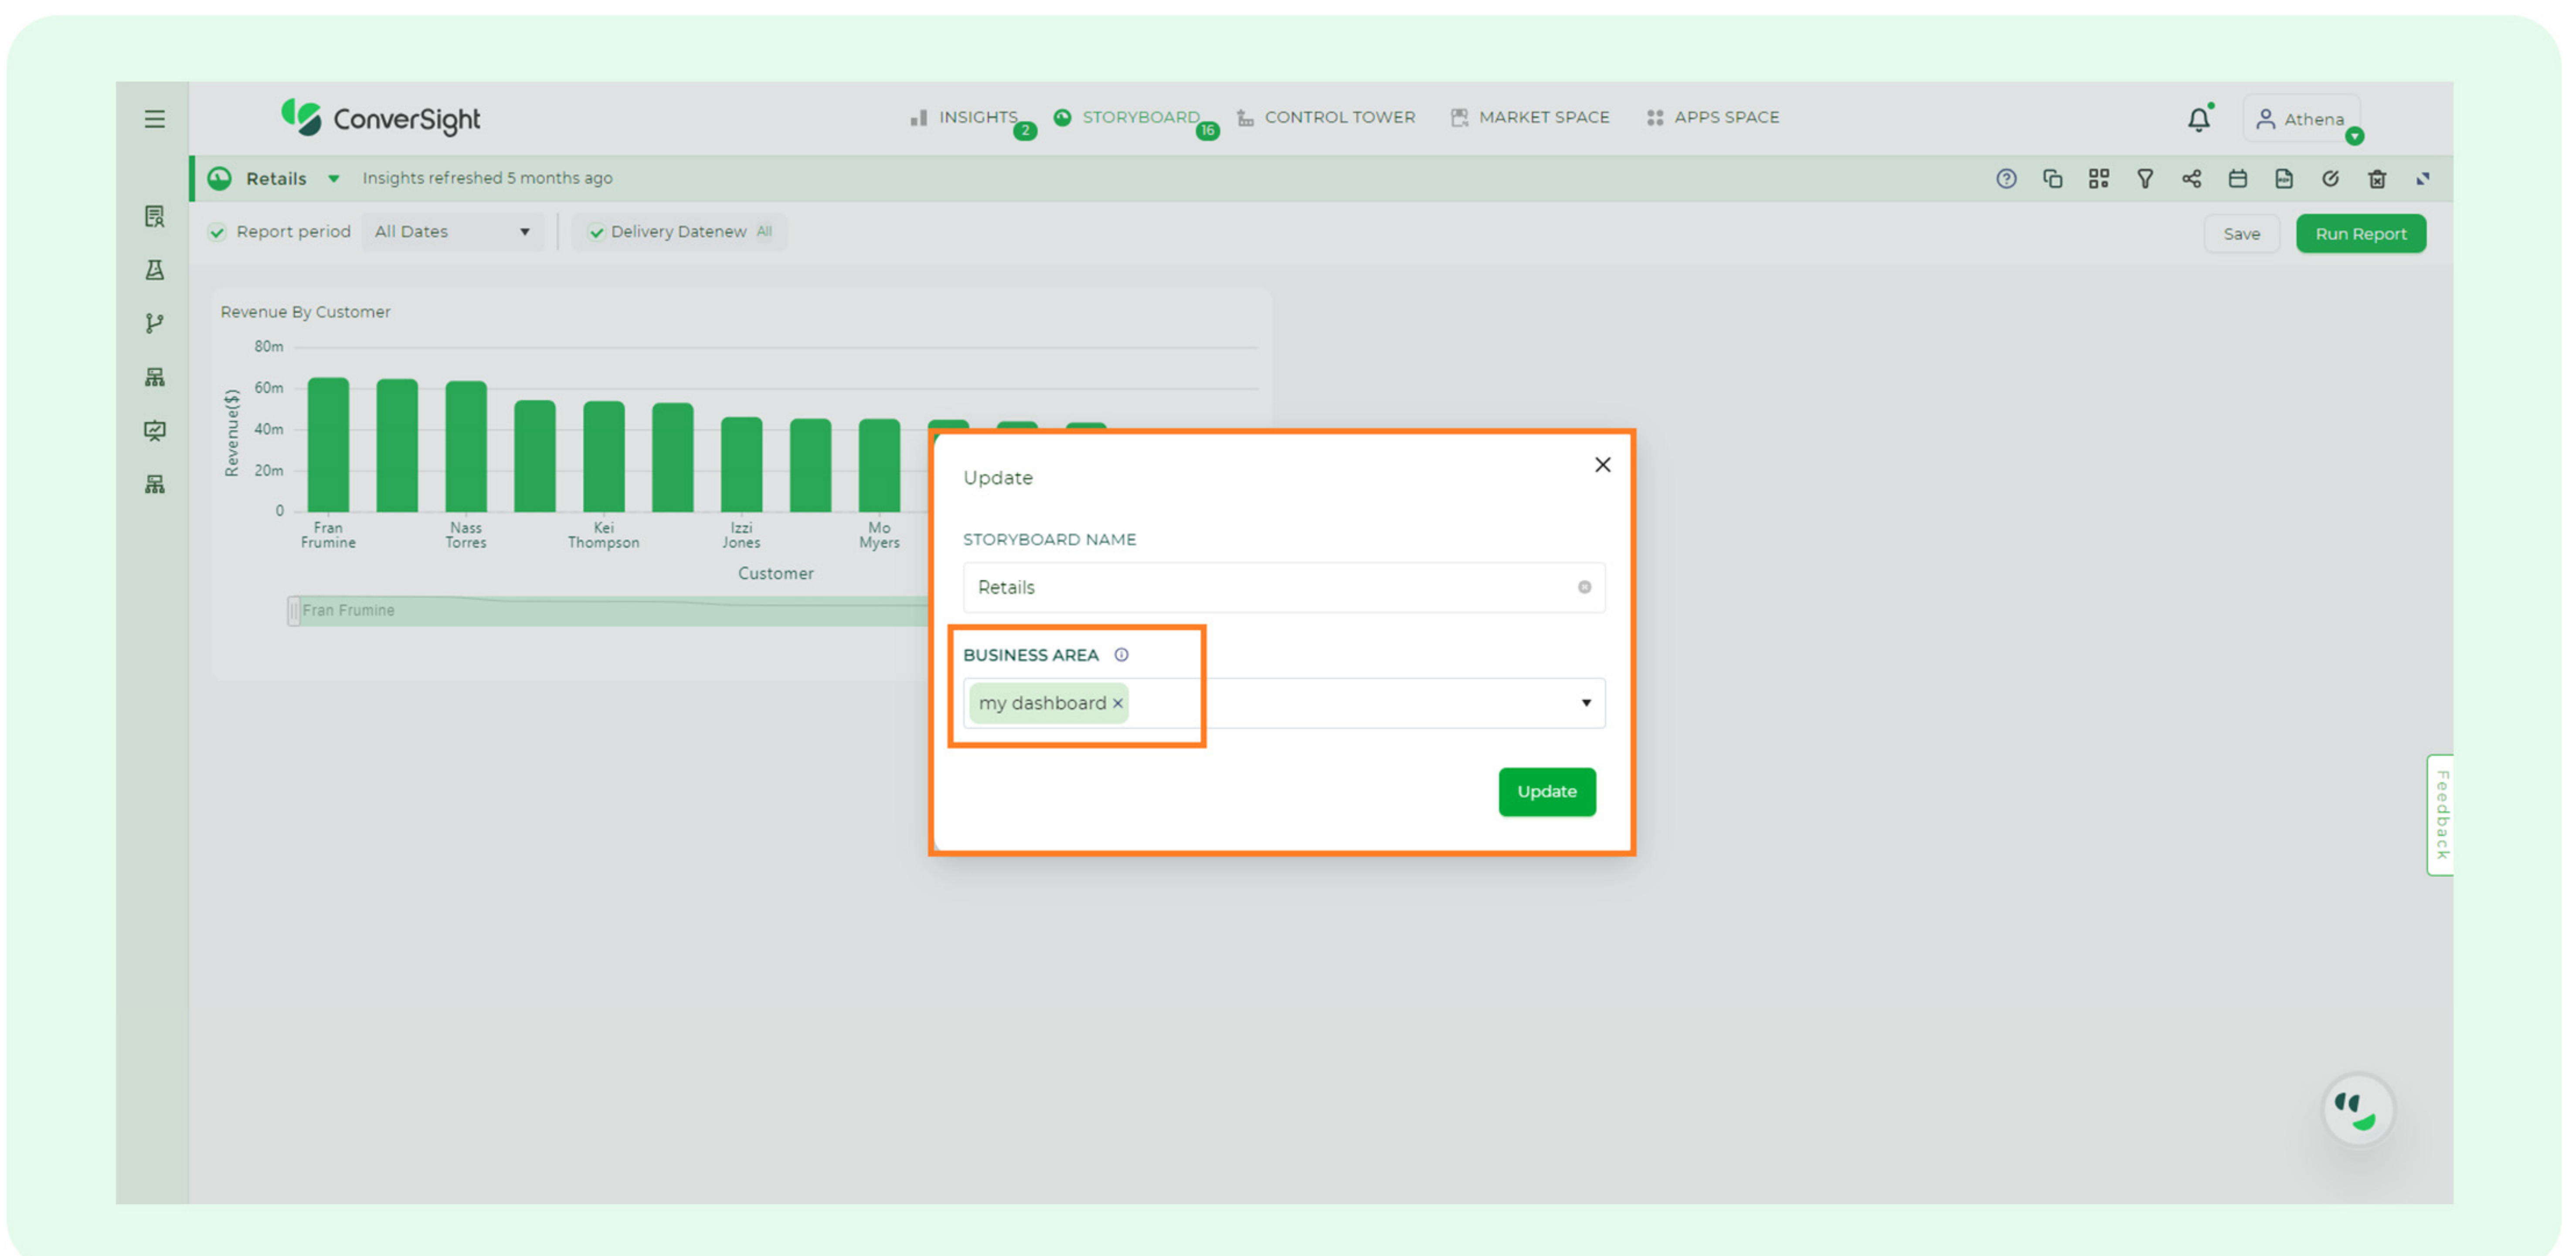 ConverSight
INSIGHTS 2 STORYBOARD 16 CONTROL TOWER MARKET SPACE APPS SPACE
Athena
Retails Insights refreshed 5 months ago
Report period All Dates Delivery Datenew All
Save Run Report
Revenue By Customer
80m
60m
40m
20m
0
Revenue($)
Fran Frumine
Nass Torres
Kei Thompson
Izzi Jones
Mo Myers
Customer
Fran Frumine
Update
STORYBOARD NAME
Retails
BUSINESS AREA
my dashboard
Update
Feedback